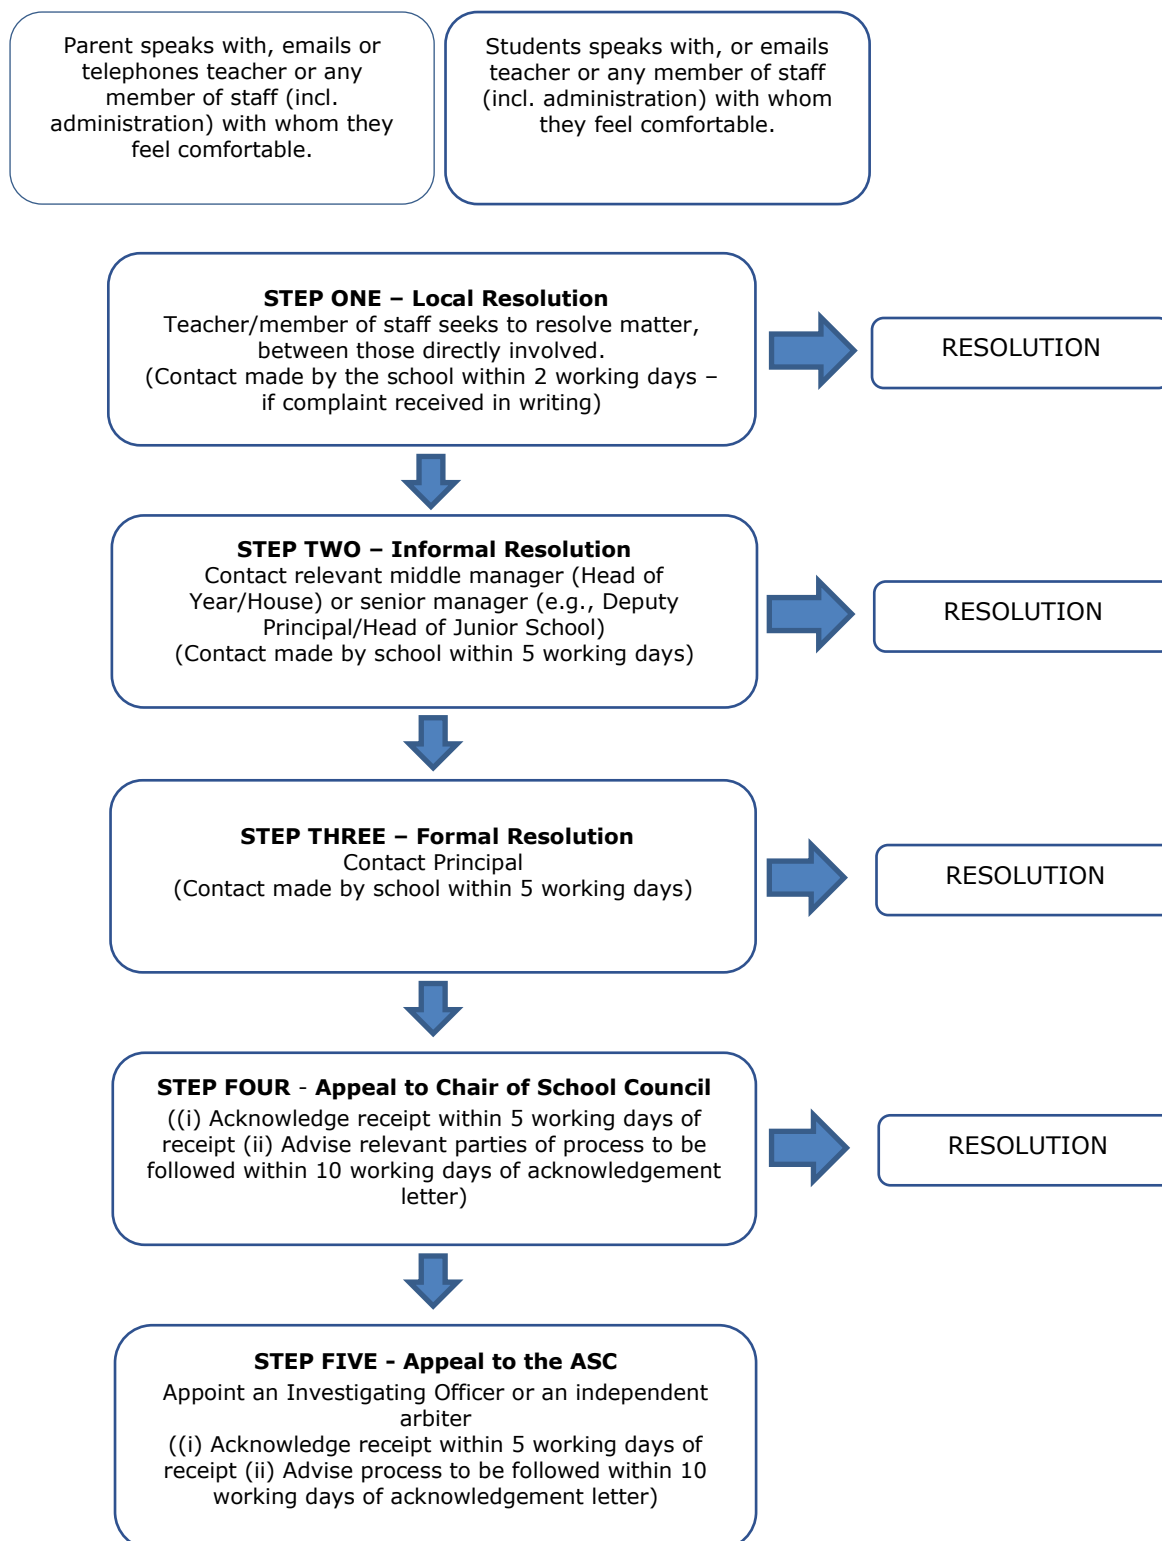 Parent speaks with, emails or
telephones teacher or any
member of staff (incl.
administration) with whom they
feel comfortable.
Students speaks with, or emails
teacher or any member of staff
(incl. administration) with whom
they feel comfortable.
STEP ONE – Local Resolution
Teacher/member of staff seeks to resolve matter,
between those directly involved.
(Contact made by the school within 2 working days –
if complaint received in writing)
RESOLUTION
STEP TWO – Informal Resolution
Contact relevant middle manager (Head of
Year/House) or senior manager (e.g., Deputy
Principal/Head of Junior School)
(Contact made by school within 5 working days)
RESOLUTION
STEP THREE – Formal Resolution
Contact Principal
(Contact made by school within 5 working days)
RESOLUTION
STEP FOUR - Appeal to Chair of School Council
((i) Acknowledge receipt within 5 working days of
receipt (ii) Advise relevant parties of process to be
followed within 10 working days of acknowledgement
letter)
RESOLUTION
STEP FIVE - Appeal to the ASC
Appoint an Investigating Officer or an independent
arbiter
((i) Acknowledge receipt within 5 working days of
receipt (ii) Advise process to be followed within 10
working days of acknowledgement letter)